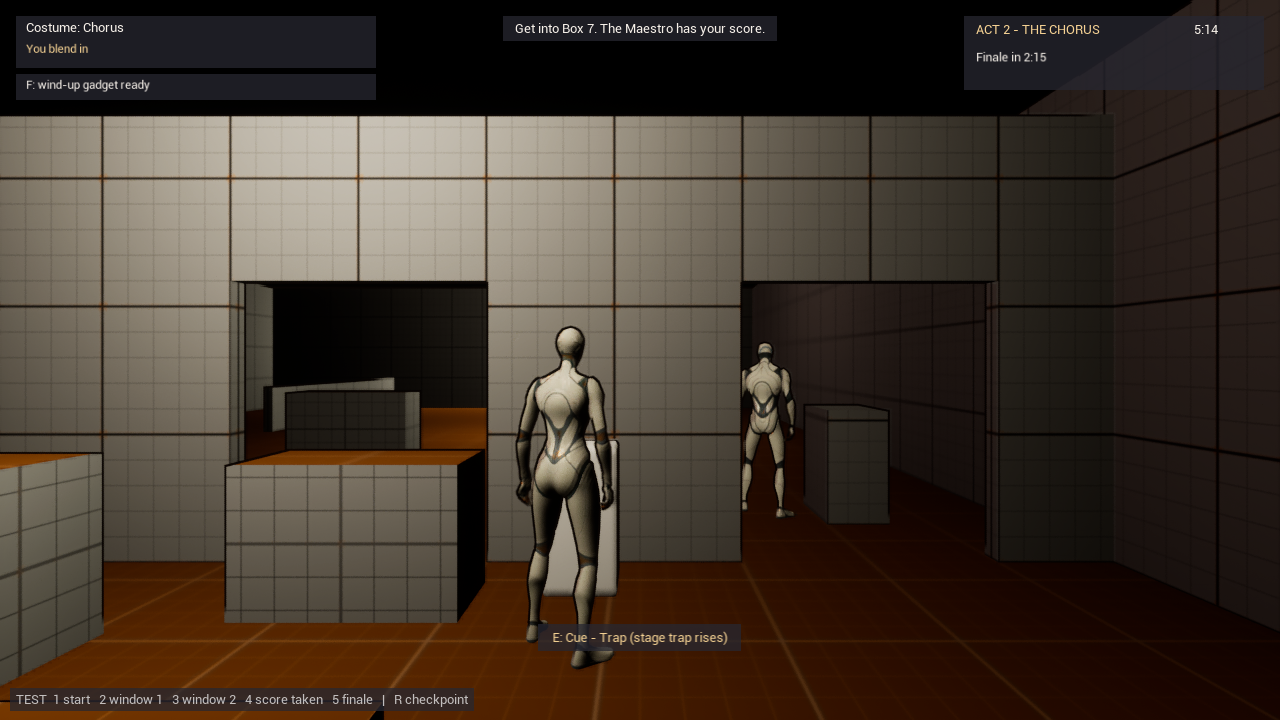 Costume: Chorus
You blend in
F: wind-up gadget ready
Get into Box 7. The Maestro has your score.
ACT 2 - THE CHORUS 5:14
Finale in 2:15
E: Cue - Trap (stage trap rises)
TEST 1 start 2 window 1 3 window 2 4 score taken 5 finale | R checkpoint